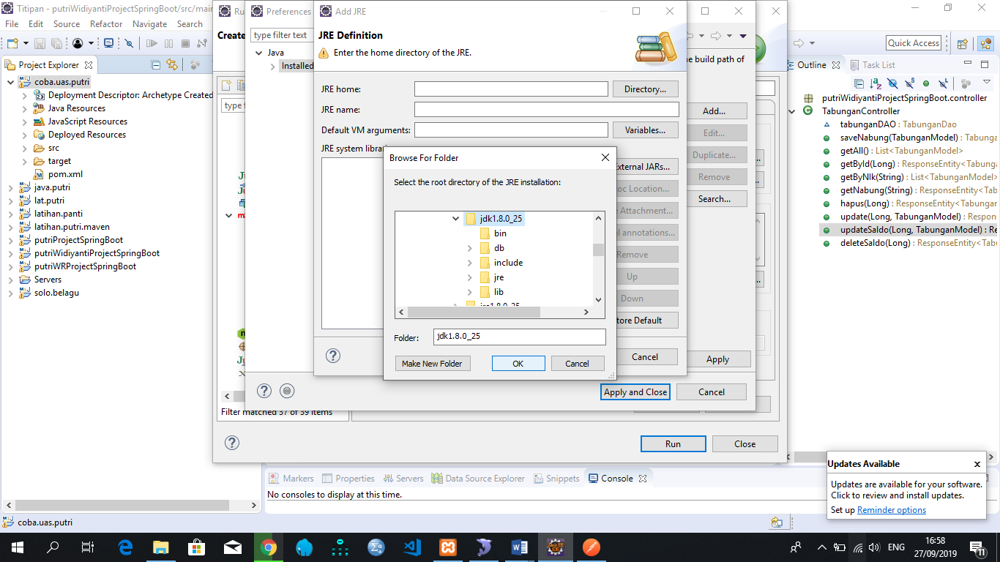 Titipan - putriWidiyantiProjectSpringBoot/src/main
File Edit Source Refactor Navigate Search
Quick Access
Project Explorer
coba.uas.putri
Deployment Descriptor: Archetype Created
Java Resources
JavaScript Resources
Deployed Resources
src
target
pom.xml
java.putri
lat.putri
latihan.panti
latihan.putri.maven
putriProjectSpringBoot
putriWidiyantiProjectSpringBoot
putriWRProjectSpringBoot
Servers
solo.belagu
coba.uas.putri
Ru
Create
type
Filter matched 37 of 39 items
Run
Close
Preferences
type filter text
Java
Installed
he build path of
Add...
Edit...
Duplicate...
Remove
Search...
Apply
Apply and Close
Cancel
Add JRE
JRE Definition
Enter the home directory of the JRE.
JRE home:
Directory...
JRE name:
Default VM arguments:
Variables...
JRE system librari
External JARs...
oc Location...
e Attachment...
al annotations...
Remove
Up
Down
tore Default
Cancel
Browse For Folder
Select the root directory of the JRE installation:
jdk1.8.0_25
bin
db
include
jre
lib
jre1.8.0_25
Folder:
jdk1.8.0_25
Make New Folder
OK
Cancel
Outline
Task List
putriWidiyantiProjectSpringBoot.controller
TabunganController
tabunganDAO : TabunganDao
saveNabung(TabunganModel) : Tabunga
getAll() : List<TabunganModel>
getById(Long) : ResponseEntity<Tabu
getByNIk(String) : List<TabunganModel>
getNabung(String) : ResponseEntity<Tab
hapus(Long) : ResponseEntity<Tabungan
update(Long, TabunganModel) : Respon
updateSaldo(Long, TabunganModel) : Re
deleteSaldo(Long) : ResponseEntity<Tabu
Markers
Properties
Servers
Data Source Explorer
Snippets
Console
No consoles to display at this time.
Updates Available
Updates are available for your software.
Click to review and install updates.
Set up Reminder options
ENG
16:58
27/09/2019
11